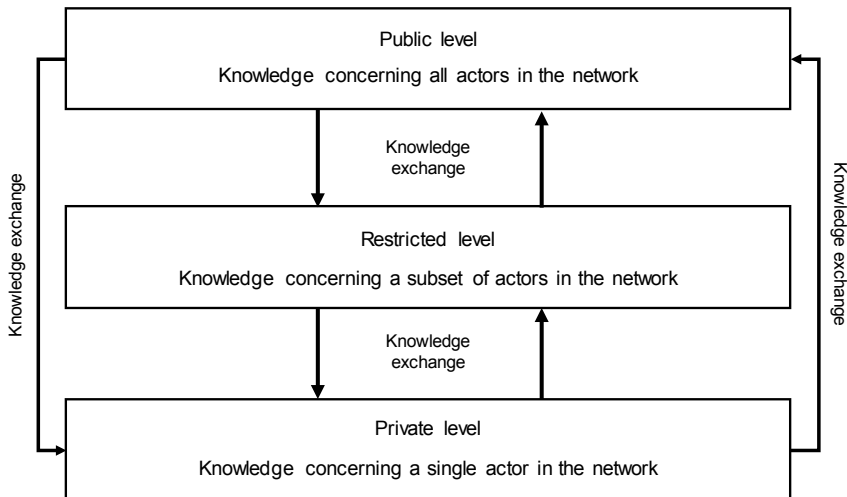 Public level
Knowledge concerning all actors in the network
Knowledge
exchange
Knowledge exchange
Knowledge exchange
Restricted level
Knowledge concerning a subset of actors in the network
Knowledge
exchange
Private level
Knowledge concerning a single actor in the network